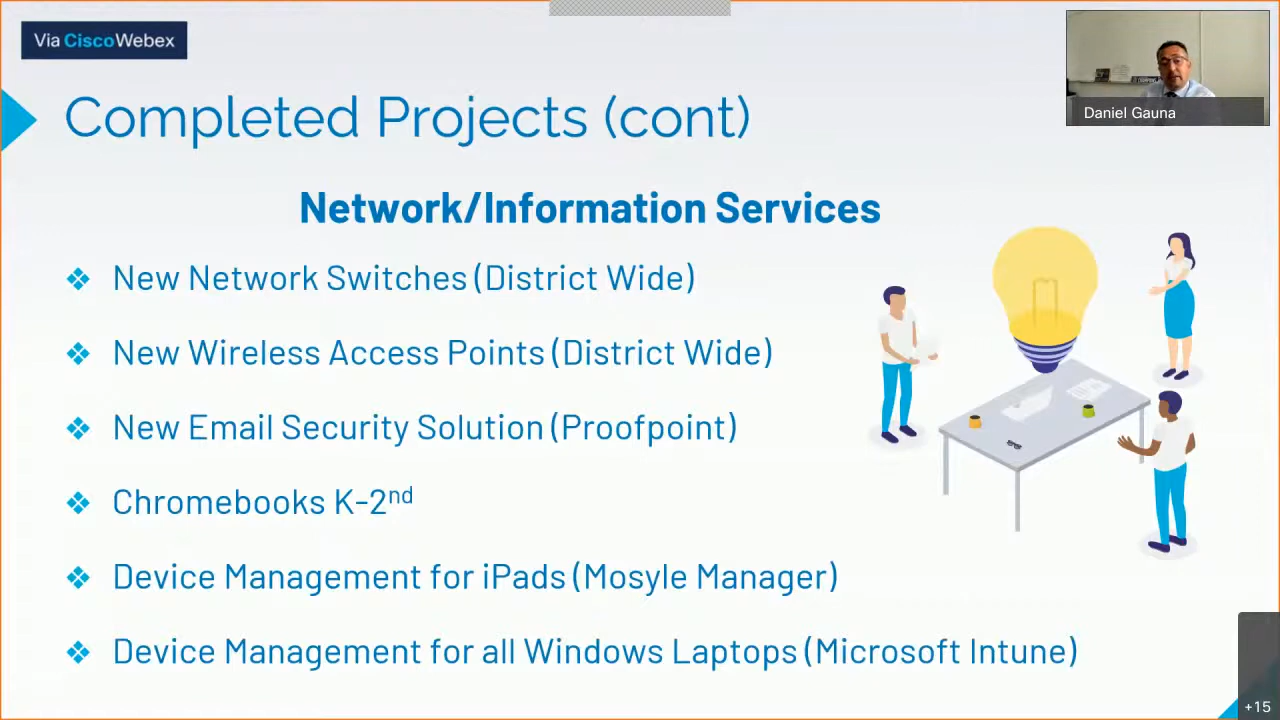 Via CiscoWebex
Daniel Gauna
Completed Projects (cont)
Network/Information Services
❖ New Network Switches (District Wide)
❖ New Wireless Access Points (District Wide)
❖ New Email Security Solution (Proofpoint)
❖ Chromebooks K-2nd
❖ Device Management for iPads (Mosyle Manager)
❖ Device Management for all Windows Laptops (Microsoft Intune)
+15